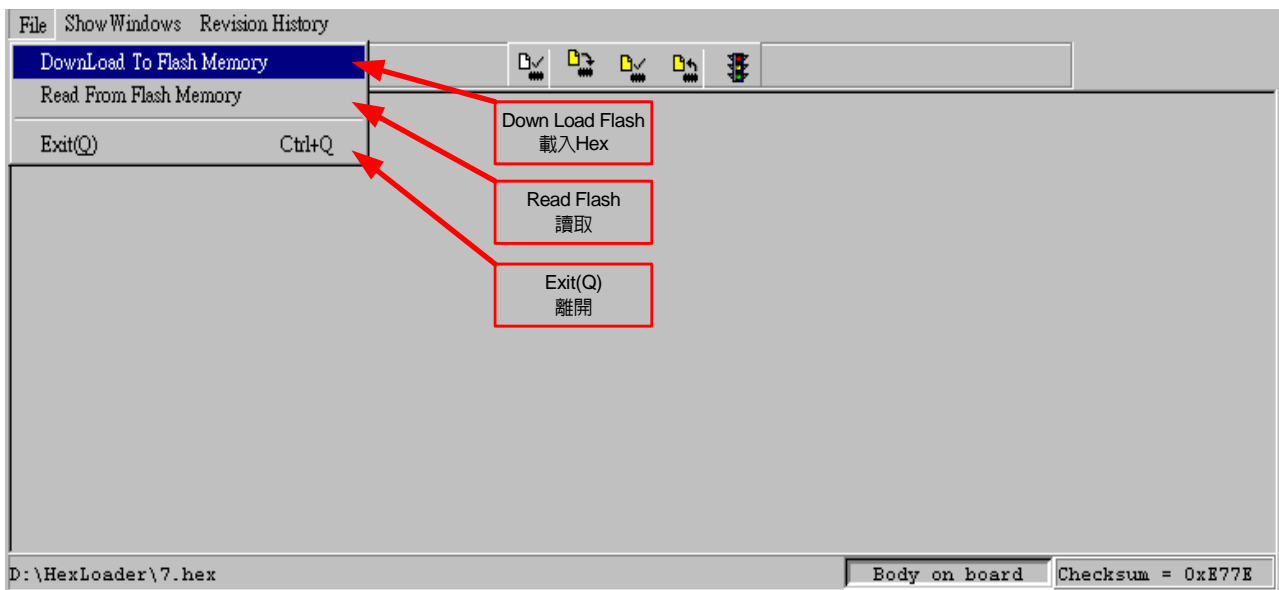 File Show Windows Revision History
DownLoad To Flash Memory
Read From Flash Memory
Exit(Q) Ctrl+Q
Down Load Flash
載入Hex
Read Flash
讀取
Exit(Q)
離開
D:\HexLoader\7.hex Body on board Checksum = 0xE77E